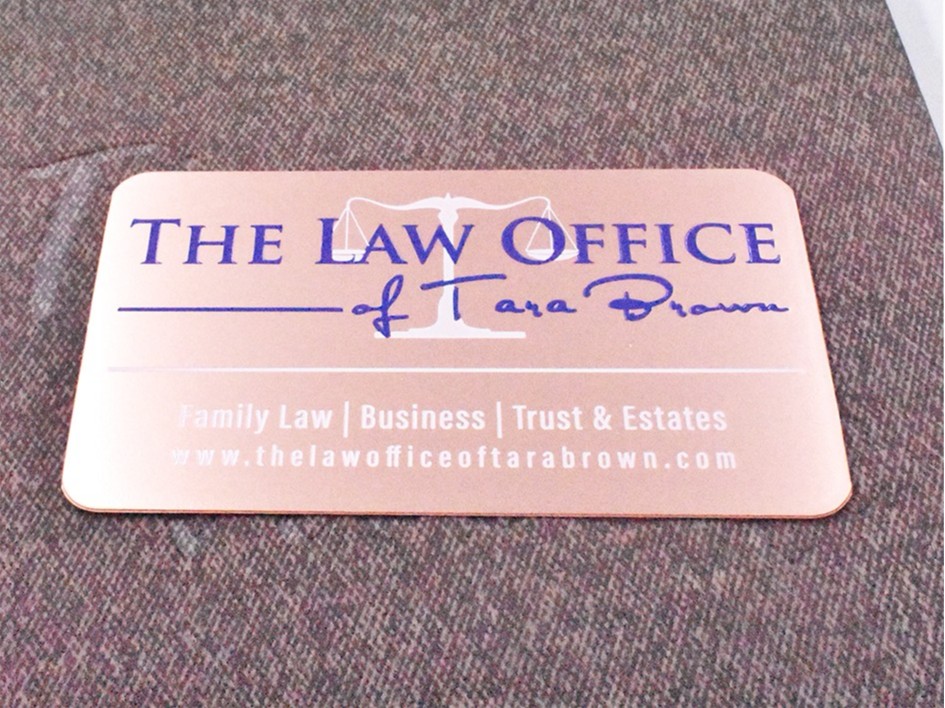 THE LAW OFFICE
of Tara Brown
Family Law | Business | Trust & Estates
www.thelawofficeoftarabrown.com